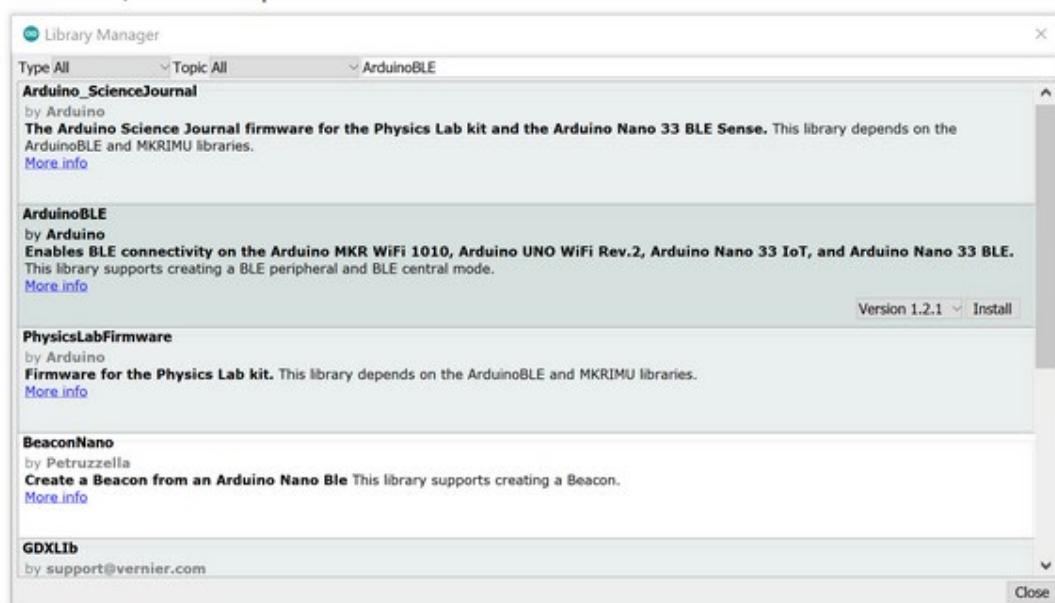 Library Manager
Type All Topic All ArduinoBLE
Arduino_ScienceJournal
by Arduino
The Arduino Science Journal firmware for the Physics Lab kit and the Arduino Nano 33 BLE Sense. This library depends on the
ArduinoBLE and MKRIMU libraries.
More info
ArduinoBLE
by Arduino
Enables BLE connectivity on the Arduino MKR WiFi 1010, Arduino UNO WiFi Rev.2, Arduino Nano 33 IoT, and Arduino Nano 33 BLE.
This library supports creating a BLE peripheral and BLE central mode.
More info
Version 1.2.1 Install
PhysicsLabFirmware
by Arduino
Firmware for the Physics Lab kit. This library depends on the ArduinoBLE and MKRIMU libraries.
More info
BeaconNano
by Petruzzella
Create a Beacon from an Arduino Nano Ble This library supports creating a Beacon.
More info
GDXLIb
by support@vernier.com
Close